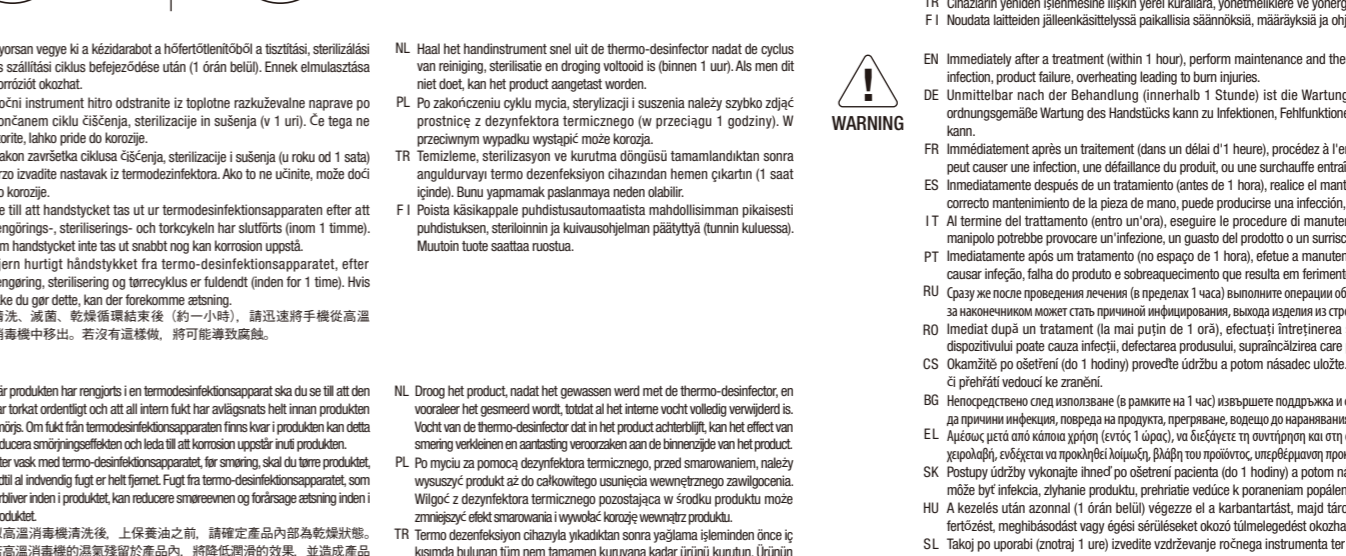 yorsan vegye ki a kézidarabot a hőfertőtlenítőből a tisztítási, sterilizálási
s szállítási ciklus befejeződése után (1 órán belül). Ennek elmulasztása
orróziót okozhat.
očni instrument hitro odstranite iz toplotne razkuževalne naprave po
ončanem ciklu čiščenja, sterilizacije in sušenja (v 1 uri). Če tega ne
torite, lahko pride do korozije.
akon završetka ciklusa čišćenja, sterilizacije i sušenja (u roku od 1 sata)
rzo izvadite nastavak iz termodezinfektora. Ako to ne učinite, može doći
o korozije.
e till att handstycket tas ut ur termodesinfektionsapparaten efter att
engörings-, steriliserings- och torkcykeln har slutförts (inom 1 timme).
m handstycket inte tas ut snabbt nog kan korrosion uppstå.
jern hurtigt håndstykket fra termo-desinfektionsapparatet, efter
engøring, sterilisering og tørrecyklus er fuldendt (inden for 1 time). Hvis
ke du gør dette, kan der forekomme ætsning.
清洗、滅菌、乾燥循環結束後（約一小時），請迅速將手機從高溫
消毒機中移出。若沒有這樣做，將可能導致腐蝕。
är produkten har rengjorts i en termodesinfektionsapparat ska du se till att den
ar torkat ordentligt och att all intern fukt har avlägsnats helt innan produkten
mörjs. Om fukt från termodesinfektionsapparaten finns kvar i produkten kan detta
ducera smörjningseffekten och leda till att korrosion uppstår inuti produkten.
ter vask med termo-desinfektionsapparatet, før smøring, skal du tørre produktet,
dtil al indvendig fugt er helt fjernet. Fugt fra termo-desinfektionsapparatet, som
rbliver inden i produktet, kan reducere smøreevnen og forårsage ætsning inden i
oduktet.
以高溫消毒機清洗後，上保養油之前，請確定產品內部為乾燥狀態。
若高溫消毒機的濕氣殘留於產品內，將降低潤滑的效果，並造成產品
NL Haal het handinstrument snel uit de thermo-desinfector nadat de cyclus
van reiniging, sterilisatie en droging voltooid is (binnen 1 uur). Als men dit
niet doet, kan het product aangetast worden.
PL Po zakończeniu cyklu mycia, sterylizacji i suszenia należy szybko zdjąć
prostnicę z dezynfektora termicznego (w przeciągu 1 godziny). W
przeciwnym wypadku wystąpić może korozja.
TR Temizleme, sterilizasyon ve kurutma döngüsü tamamlandıktan sonra
anguldurvayı termo dezenfeksiyon cihazından hemen çıkartın (1 saat
içinde). Bunu yapmamak paslanmaya neden olabilir.
FI Poista käsikappale puhdistusautomaatista mahdollisimman pikaisesti
puhdistuksen, steriloinnin ja kuivausohjelman päätyttyä (tunnin kuluessa).
Muutoin tuote saattaa ruostua.
NL Droog het product, nadat het gewassen werd met de thermo-desinfector, en
vooraleer het gesmeerd wordt, totdat al het interne vocht volledig verwijderd is.
Vocht van de thermo-desinfector dat in het product achterblijft, kan het effect van
smering verkleinen en aantasting veroorzaken aan de binnenzijde van het product.
PL Po myciu za pomocą dezynfektora termicznego, przed smarowaniem, należy
wysuszyć produkt aż do całkowitego usunięcia wewnętrznego zawilgocenia.
Wilgoć z dezynfektora termicznego pozostająca w środku produktu może
zmniejszyć efekt smarowania i wywołać korozję wewnątrz produktu.
TR Termo dezenfeksiyon cihazıyla yıkadıktan sonra yağlama işleminden önce iç
kısımda bulunan tüm nem tamamen kuruyana kadar ürünü kurutun. Ürünün
WARNING
TR Cihazların yeniden işlenmesine ilişkin yerel kurallara, yönetmeliklere ve yönerg
FI Noudata laitteiden jälleenkäsittelyssä paikallisia säännöksiä, määräyksiä ja ohj
EN Immediately after a treatment (within 1 hour), perform maintenance and the
infection, product failure, overheating leading to burn injuries.
DE Unmittelbar nach der Behandlung (innerhalb 1 Stunde) ist die Wartung
ordnungsgemäße Wartung des Handstücks kann zu Infektionen, Fehlfunktione
kann.
FR Immédiatement après un traitement (dans un délai d'1 heure), procédez à l'e
peut causer une infection, une défaillance du produit, ou une surchauffe entraî
ES Inmediatamente después de un tratamiento (antes de 1 hora), realice el mant
correcto mantenimiento de la pieza de mano, puede producirse una infección,
IT Al termine del trattamento (entro un'ora), eseguire le procedure di manuten
manipolo potrebbe provocare un'infezione, un guasto del prodotto o un surrisc
PT Imediatamente após um tratamento (no espaço de 1 hora), efetue a manuten
causar infeção, falha do produto e sobreaquecimento que resulta em feriment
RU Сразу же после проведения лечения (в пределах 1 часа) выполните операции об
за наконечником может стать причиной инфицирования, выхода изделия из стро
RO Imediat după un tratament (la mai puțin de 1 oră), efectuați întreținerea
dispozitivului poate cauza infecții, defectarea produsului, supraîncălzirea care
CS Okamžitě po ošetření (do 1 hodiny) proveďte údržbu a potom násadec uložte.
či přehřátí vedoucí ke zranění.
BG Непосредствено след използване (в рамките на 1 час) извършете поддръжка и
да причини инфекция, повреда на продукта, прегряване, водещо до наранявания
EL Αμέσως μετά από κάποια χρήση (εντός 1 ώρας), να διεξάγετε τη συντήρηση και στη
χειρολαβή, ενδέχεται να προκληθεί λοίμωξη, βλάβη του προϊόντος, υπερθέρμανση προκ
SK Postupy údržby vykonajte ihneď po ošetrení pacienta (do 1 hodiny) a potom ná
môže byť infekcia, zlyhanie produktu, prehriatie vedúce k poraneniam popálen
HU A kezelés után azonnal (1 órán belül) végezze el a karbantartást, majd táro
fertőzést, meghibásodást vagy égési sérüléseket okozó túlmelegedést okozha
SL Takoj po uporabi (znotraj 1 ure) izvedite vzdrževanje ročnega instrumenta ter